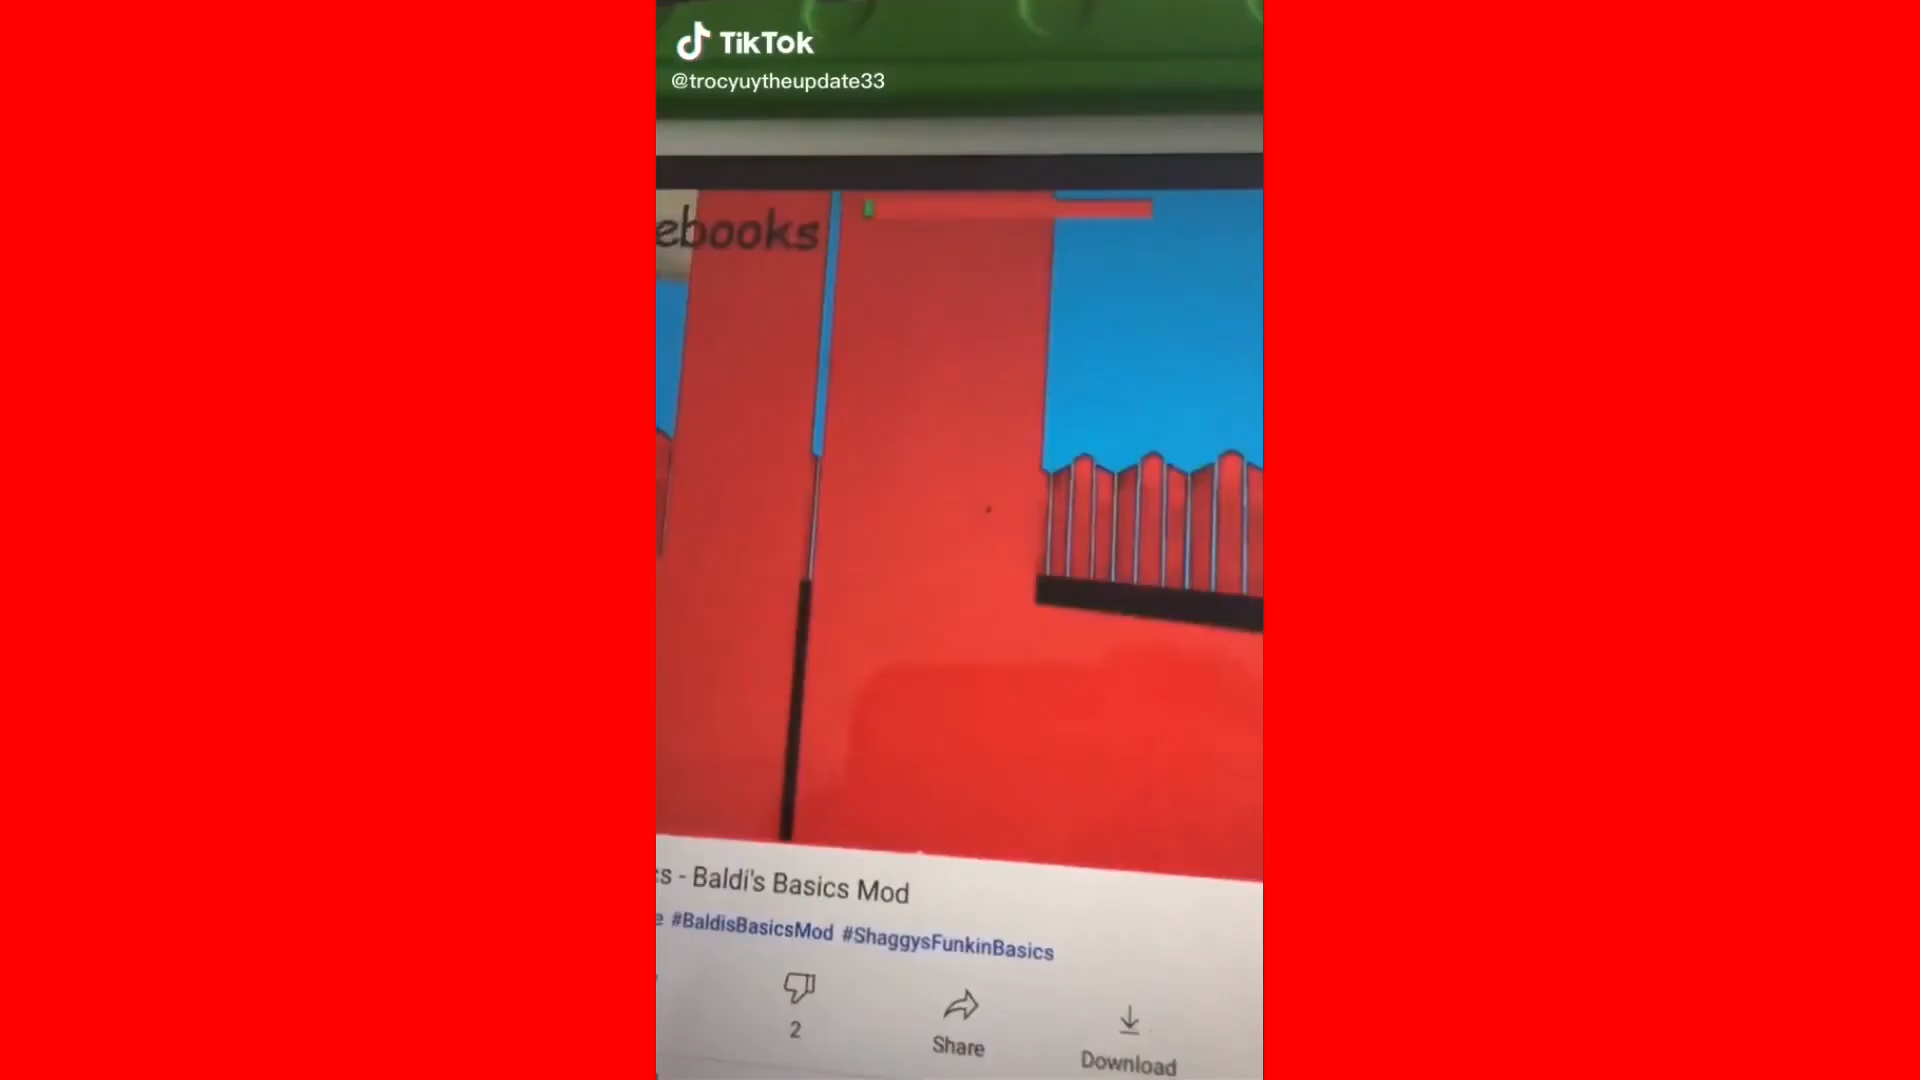 TikTok
@trocyuytheupdate33
ebooks
s - Baldi's Basics Mod
e #BaldisBasicsMod #ShaggysFunkinBasics
2
Share
Download